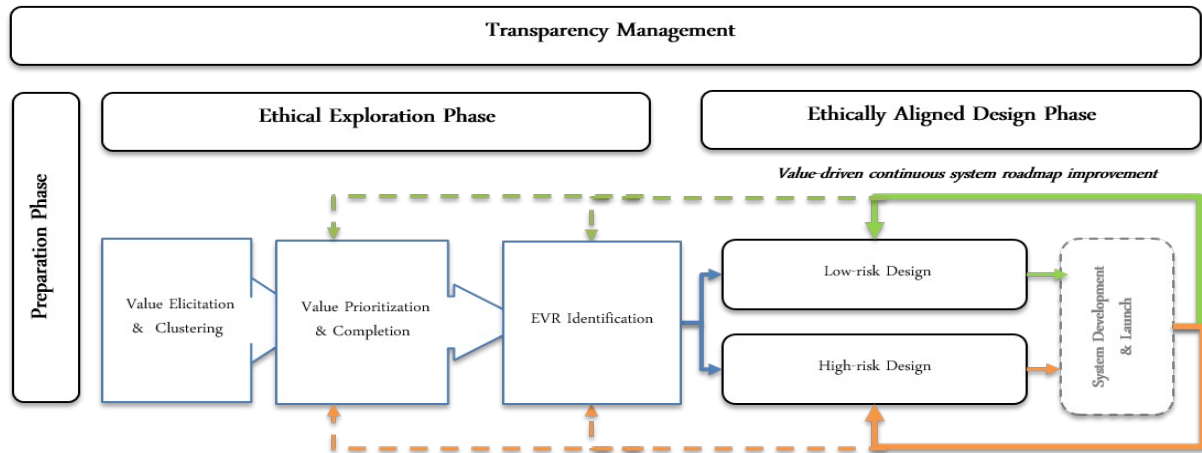 Transparency Management
Preparation Phase
Ethical Exploration Phase
Ethically Aligned Design Phase
Value-driven continuous system roadmap improvement
Value Elicitation
& Clustering
Value Prioritization
& Completion
EVR Identification
Low-risk Design
High-risk Design
System Development
& Launch